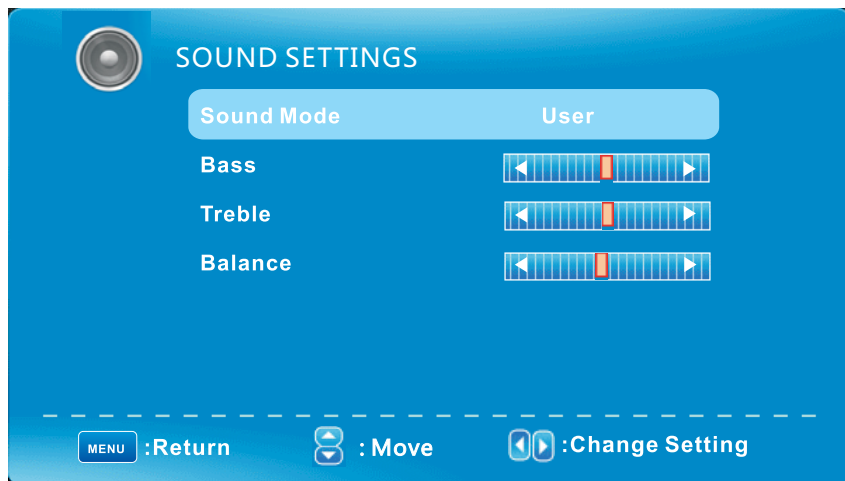 SOUND SETTINGS
Sound Mode User
Bass
Treble
Balance
MENU :Return : Move :Change Setting